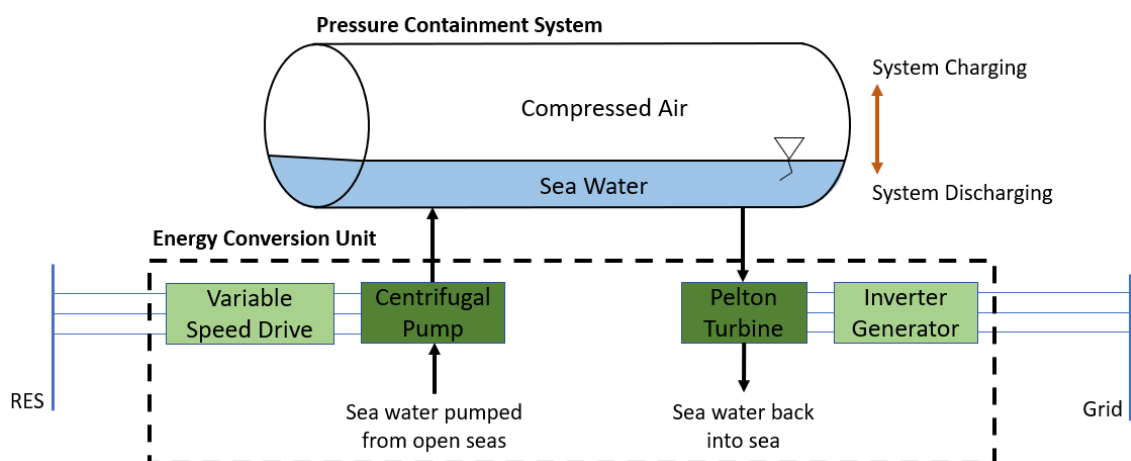 Pressure Containment System
System Charging
Compressed Air
Sea Water
System Discharging
Energy Conversion Unit
Variable
Speed Drive
Centrifugal
Pump
Pelton
Turbine
Inverter
Generator
RES
Sea water pumped
from open seas
Sea water back
into sea
Grid